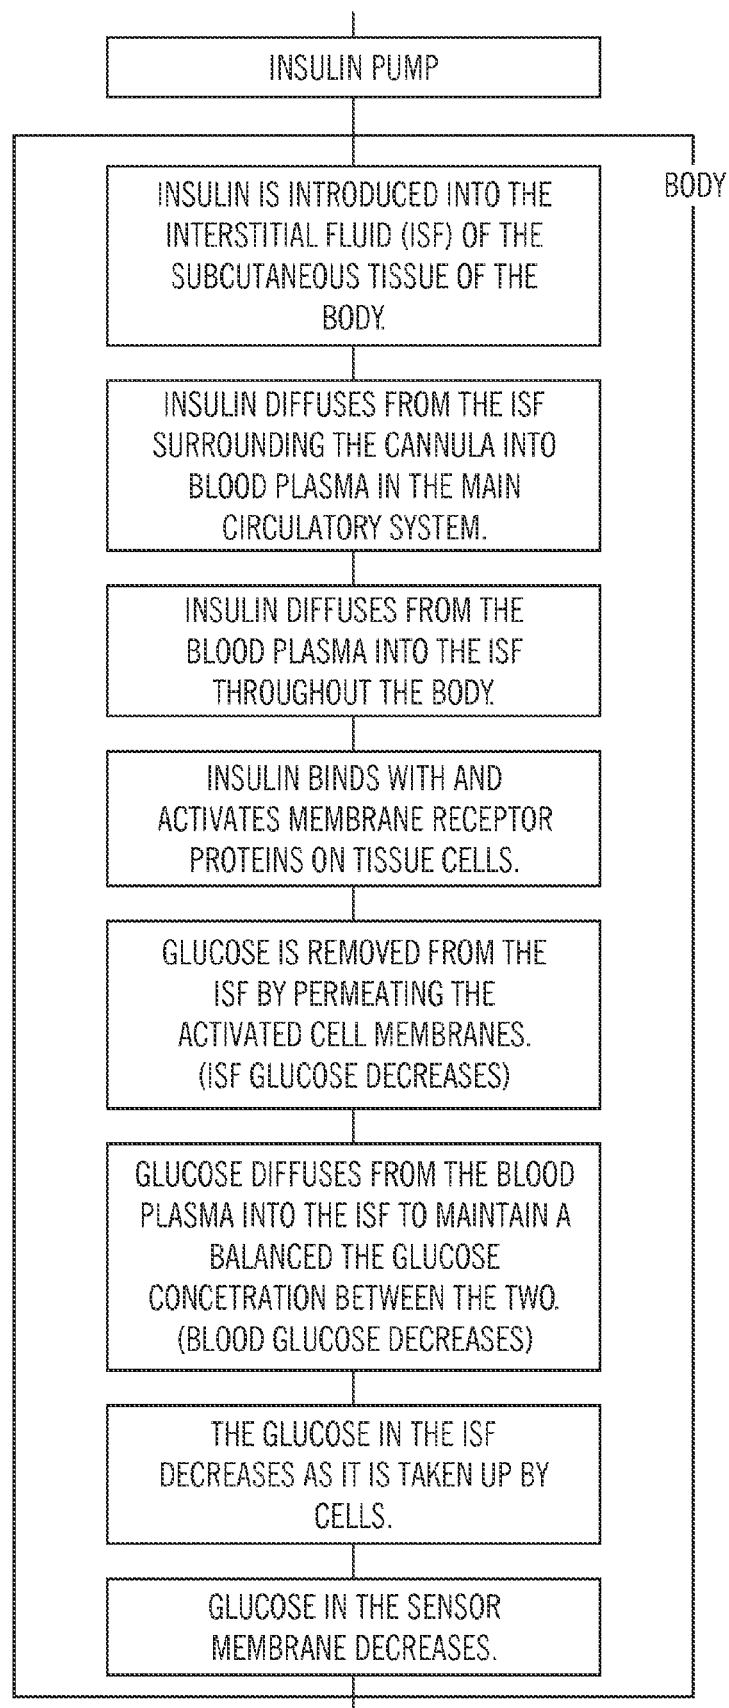 INSULIN PUMP
BODY
INSULIN IS INTRODUCED INTO THE
INTERSTITIAL FLUID (ISF) OF THE
SUBCUTANEOUS TISSUE OF THE
BODY.
INSULIN DIFFUSES FROM THE ISF
SURROUNDING THE CANNULA INTO
BLOOD PLASMA IN THE MAIN
CIRCULATORY SYSTEM.
INSULIN DIFFUSES FROM THE
BLOOD PLASMA INTO THE ISF
THROUGHOUT THE BODY.
INSULIN BINDS WITH AND
ACTIVATES MEMBRANE RECEPTOR
PROTEINS ON TISSUE CELLS.
GLUCOSE IS REMOVED FROM THE
ISF BY PERMEATING THE
ACTIVATED CELL MEMBRANES.
(ISF GLUCOSE DECREASES)
GLUCOSE DIFFUSES FROM THE BLOOD
PLASMA INTO THE ISF TO MAINTAIN A
BALANCED THE GLUCOSE
CONCETRATION BETWEEN THE TWO.
(BLOOD GLUCOSE DECREASES)
THE GLUCOSE IN THE ISF
DECREASES AS IT IS TAKEN UP BY
CELLS.
GLUCOSE IN THE SENSOR
MEMBRANE DECREASES.